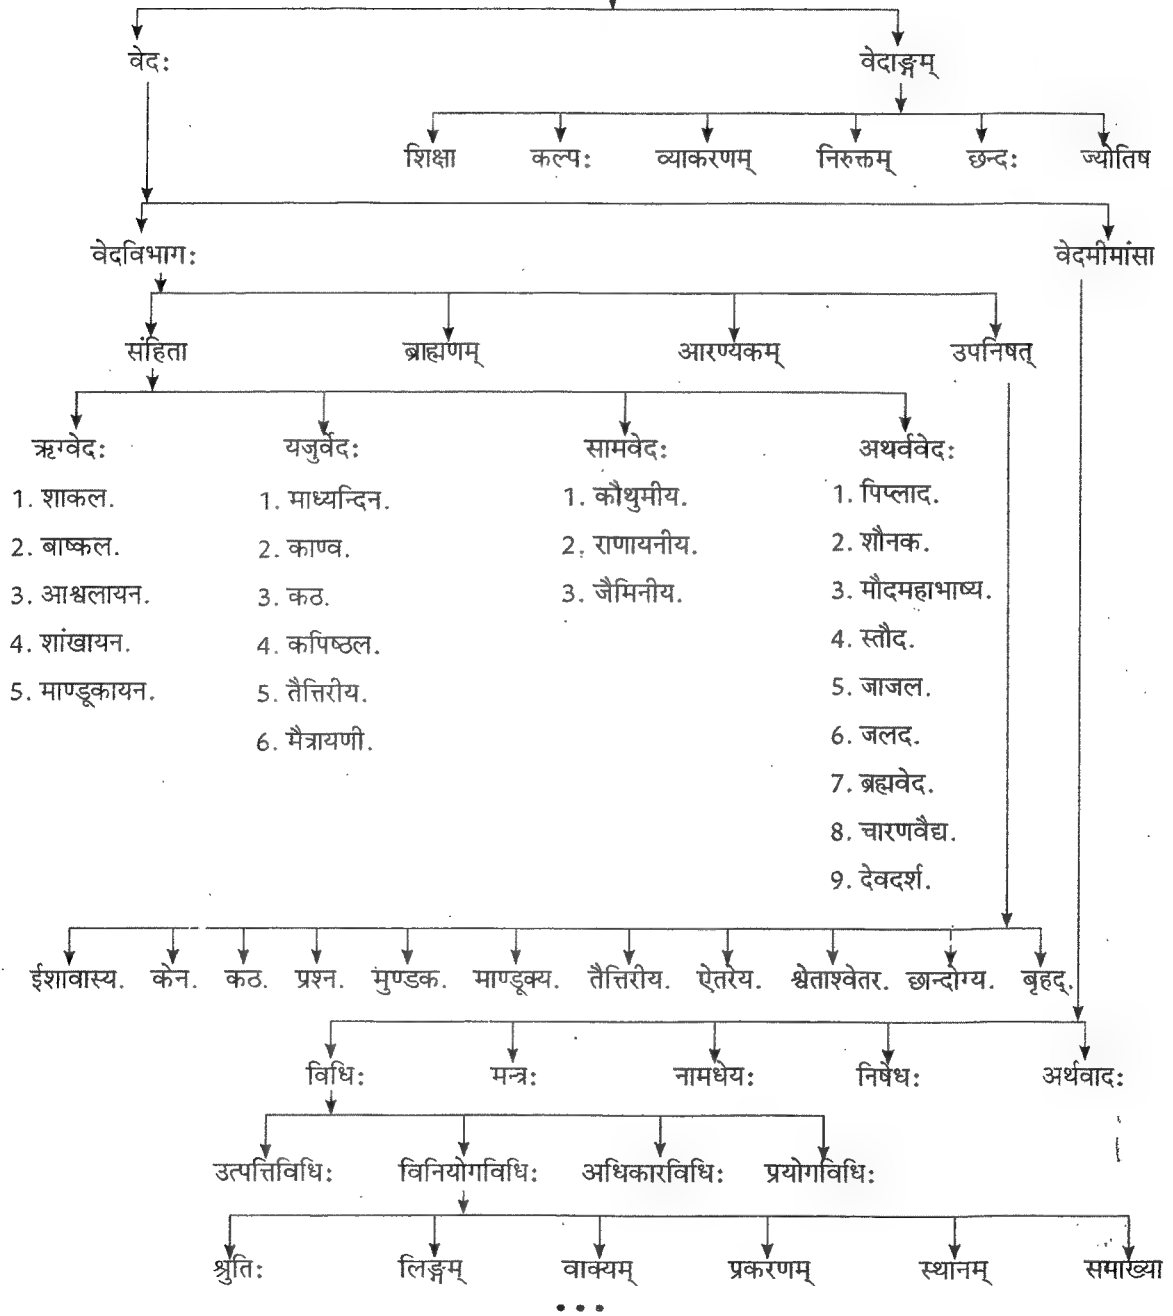 वेदः वेदाङ्गम्
शिक्षा कल्पः व्याकरणम् निरुक्तम् छन्दः ज्योतिष
वेदविभागः वेदमीमांसा
संहिता ब्राह्मणम् आरण्यकम् उपनिषत्
ऋग्वेदः यजुर्वेदः सामवेदः अथर्ववेदः
1. शाकल. 1. माध्यन्दिन. 1. कौथुमीय. 1. पिप्लाद.
2. बाष्कल. 2. काण्व. 2. राणायनीय. 2. शौनक.
3. आश्वलायन. 3. कठ. 3. जैमिनीय. 3. मौदमहाभाष्य.
4. शांखायन. 4. कपिष्ठल. 4. स्तौद.
5. माण्डूकायन. 5. तैत्तिरीय. 5. जाजल.
6. मैत्रायणी. 6. जलद.
7. ब्रह्मवेद.
8. चारणवैद्य.
9. देवदर्श.
ईशावास्य. केन. कठ. प्रश्न. मुण्डक. माण्डूक्य. तैत्तिरीय. ऐतरेय. श्वेताश्वेतर. छान्दोग्य. बृहद्.
विधिः मन्त्रः नामधेयः निषेधः अर्थवादः
उत्पत्तिविधिः विनियोगविधिः अधिकारविधिः प्रयोगविधिः
श्रुतिः लिङ्गम् वाक्यम् प्रकरणम् स्थानम् समाख्या
•••